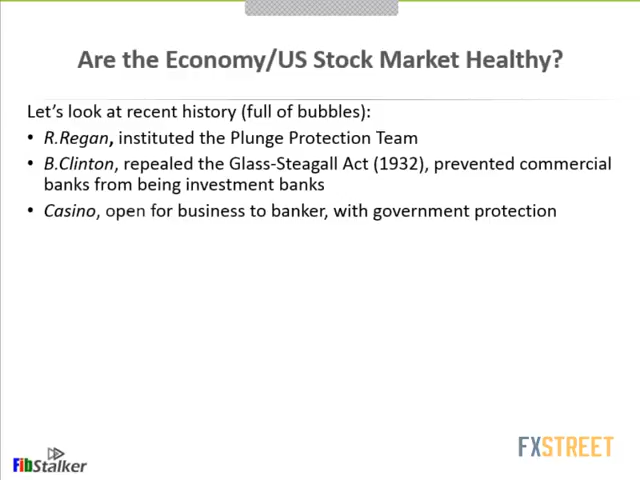 Are the Economy/US Stock Market Healthy?
Let's look at recent history (full of bubbles):
• R.Regan, instituted the Plunge Protection Team
• B.Clinton, repealed the Glass-Steagall Act (1932), prevented commercial
banks from being investment banks
• Casino, open for business to banker, with government protection
FXSTREET
FibStalker